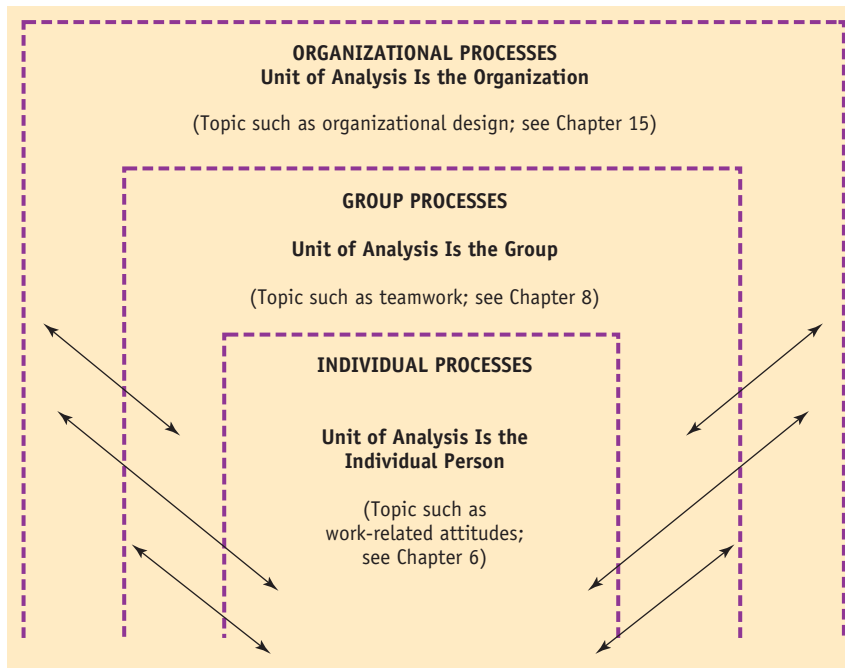 ORGANIZATIONAL PROCESSES
Unit of Analysis Is the Organization
(Topic such as organizational design; see Chapter 15)
GROUP PROCESSES
Unit of Analysis Is the Group
(Topic such as teamwork; see Chapter 8)
INDIVIDUAL PROCESSES
Unit of Analysis Is the
Individual Person
(Topic such as
work-related attitudes;
see Chapter 6)